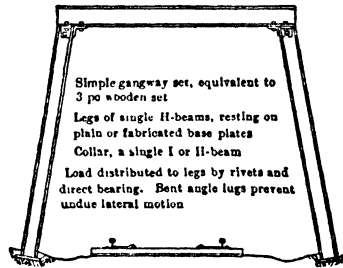 Simple gangway set, equivalent to
3 pc wooden set
Legs of single H-beams, resting on
plain or fabricated base plates
Collar, a single I or H-beam
Load distributed to legs by rivets and
direct bearing. Bent angle lugs prevent
undue lateral motion